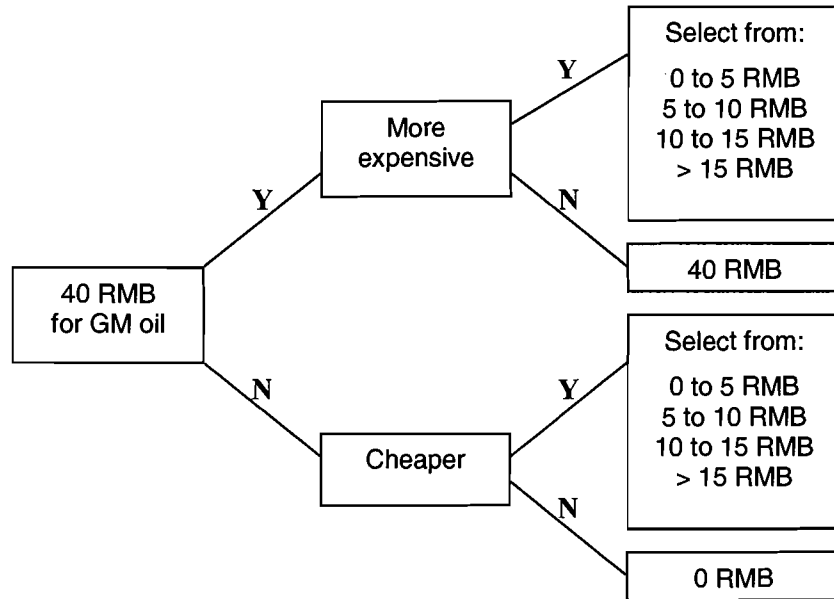 Select from:
0 to 5 RMB
5 to 10 RMB
10 to 15 RMB
> 15 RMB
Y
More
expensive
Y
N
40 RMB
for GM oil
40 RMB
Select from:
0 to 5 RMB
5 to 10 RMB
10 to 15 RMB
> 15 RMB
N
Y
Cheaper
N
0 RMB